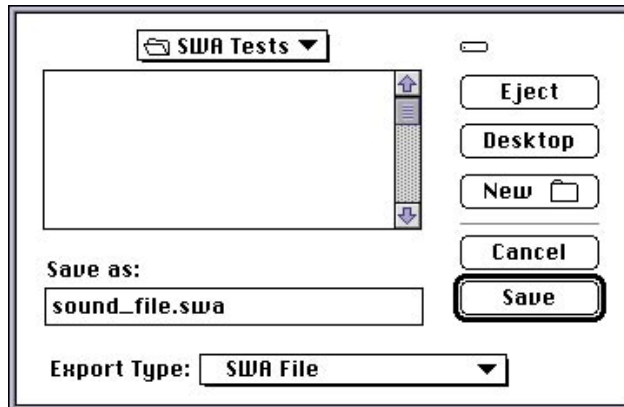 SWA Tests
Eject
Desktop
New
Cancel
Save as:
Save
sound_file.swa
Export Type: SWA File